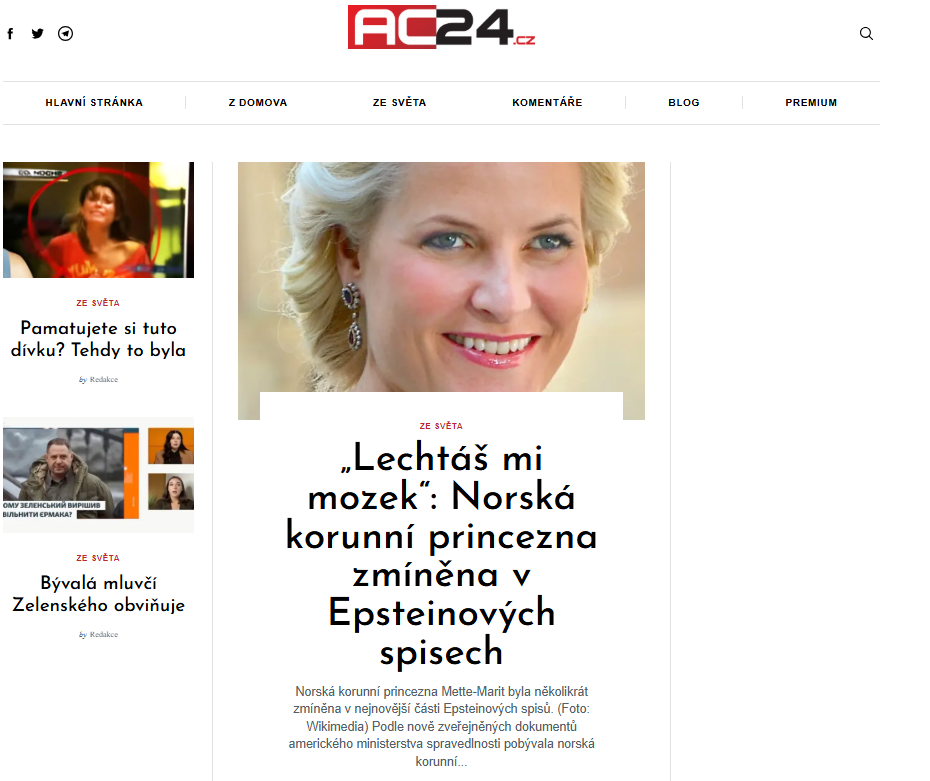 AC24.cz
HLAVNÍ STRÁNKA
Z DOMOVA
ZE SVĚTA
KOMENTÁŘE
BLOG
PREMIUM
CO, NOCHE
ZE SVĚTA
Pamatujete si tuto
dívku? Tehdy to byla
by Redakce
ОМУ ЗЕЛЕНСЬКИЙ ВИРІШИВ
ВІЛЬНИТИ ЄРМАКА?
ZE SVĚTA
Bývalá mluvčí
Zelenského obviňuje
by Redakce
ZE SVĚTA
„Lechtáš mi
mozek“: Norská
korunní princezna
zmíněna v
Epsteinových
spisech
Norská korunní princezna Mette-Marit byla několikrát
zmíněna v nejnovější části Epsteinových spisů. (Foto:
Wikimedia) Podle nově zveřejněných dokumentů
amerického ministerstva spravedlnosti pobývala norská
korunní...